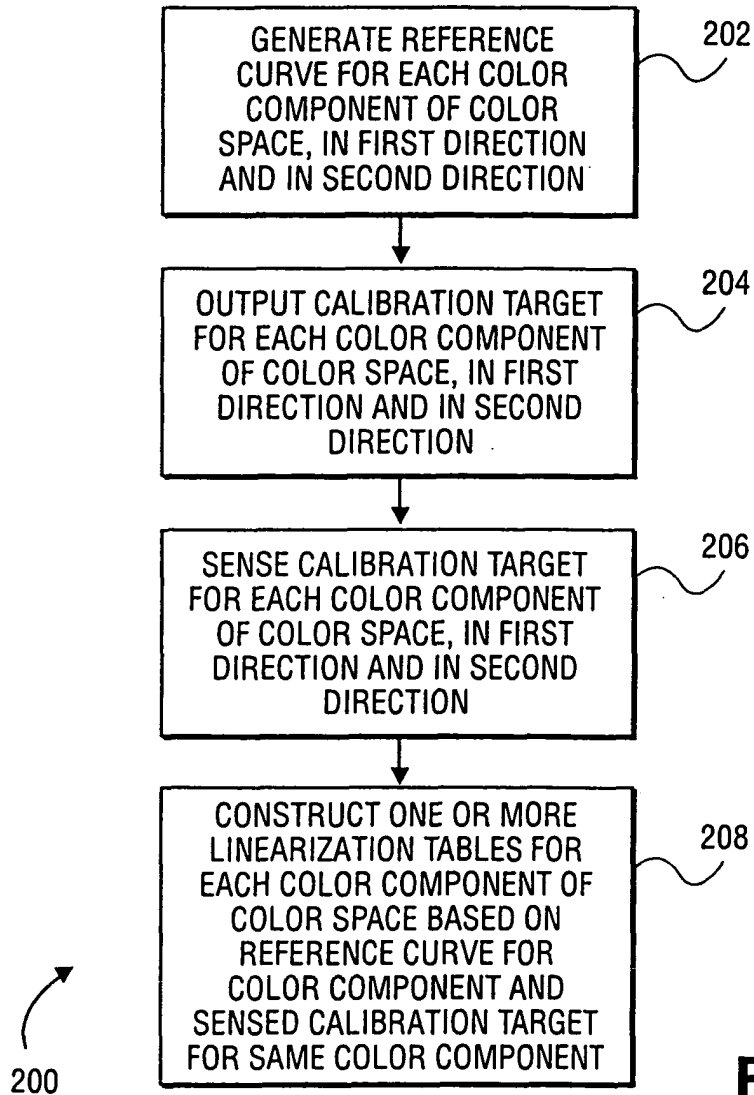 GENERATE REFERENCE
CURVE FOR EACH COLOR
COMPONENT OF COLOR
SPACE, IN FIRST DIRECTION
AND IN SECOND DIRECTION
202
OUTPUT CALIBRATION TARGET
FOR EACH COLOR COMPONENT
OF COLOR SPACE, IN FIRST
DIRECTION AND IN SECOND
DIRECTION
204
SENSE CALIBRATION TARGET
FOR EACH COLOR COMPONENT
OF COLOR SPACE, IN FIRST
DIRECTION AND IN SECOND
DIRECTION
206
CONSTRUCT ONE OR MORE
LINEARIZATION TABLES FOR
EACH COLOR COMPONENT OF
COLOR SPACE BASED ON
REFERENCE CURVE FOR
COLOR COMPONENT AND
SENSED CALIBRATION TARGET
FOR SAME COLOR COMPONENT
208
200